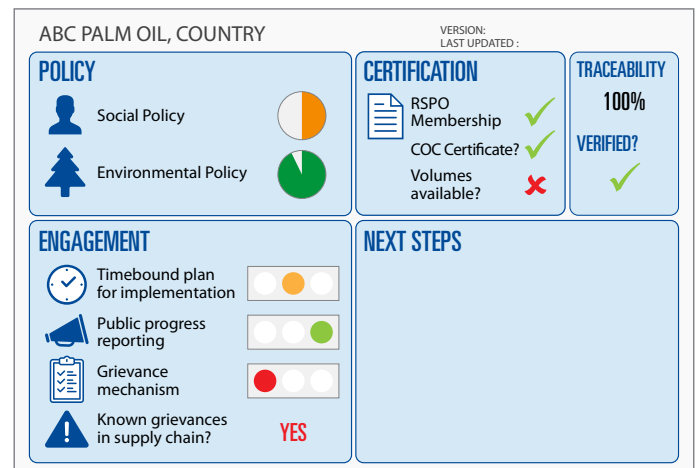 ABC PALM OIL, COUNTRY
VERSION:
LAST UPDATED :
POLICY
Social Policy
Environmental Policy
CERTIFICATION
RSPO
Membership
COC Certificate?
Volumes
available?
TRACEABILITY
100%
VERIFIED?
ENGAGEMENT
Timebound plan
for implementation
Public progress
reporting
Grievance
mechanism
Known grievances
in supply chain?
YES
NEXT STEPS